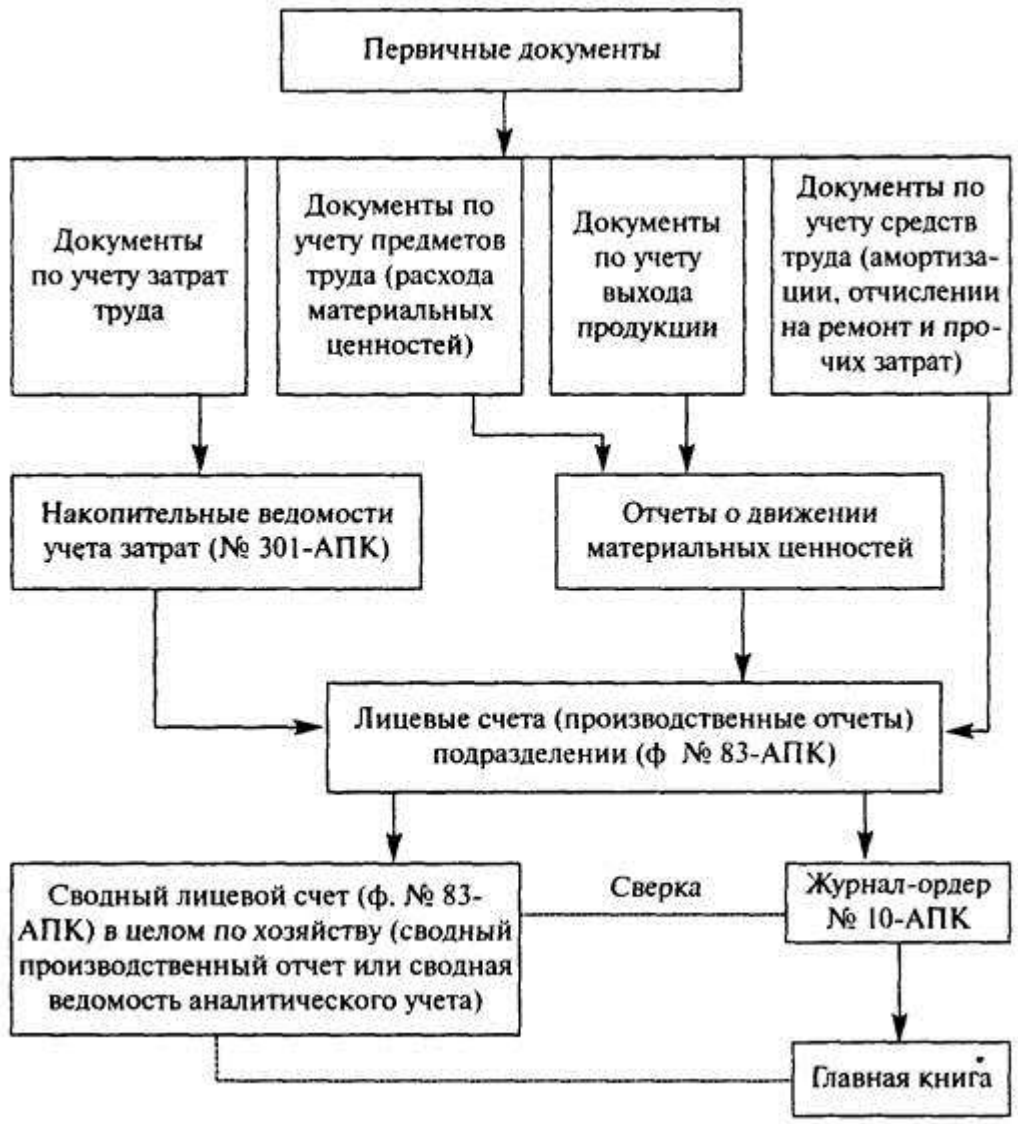 Первичные документы
Документы
по учету затрат
труда
Документы по
учету предметов
труда (расхода
материальных
ценностей)
Документы
по учету
выхода
продукции
Документы по
учету средств
труда (амортиза-
ции, отчислении
на ремонт и про-
чих затрат)
Накопительные ведомости
учета затрат (№ 301-АПК)
Отчеты о движении
материальных ценностей
Лицевые счета (производственные отчеты)
подразделении (ф № 83-АПК)
Сводный лицевой счет (ф. № 83-
АПК) в целом по хозяйству (сводный
производственный отчет или сводная
ведомость аналитического учета)
Сверка
Журнал-ордер
№ 10-АПК
Главная книга